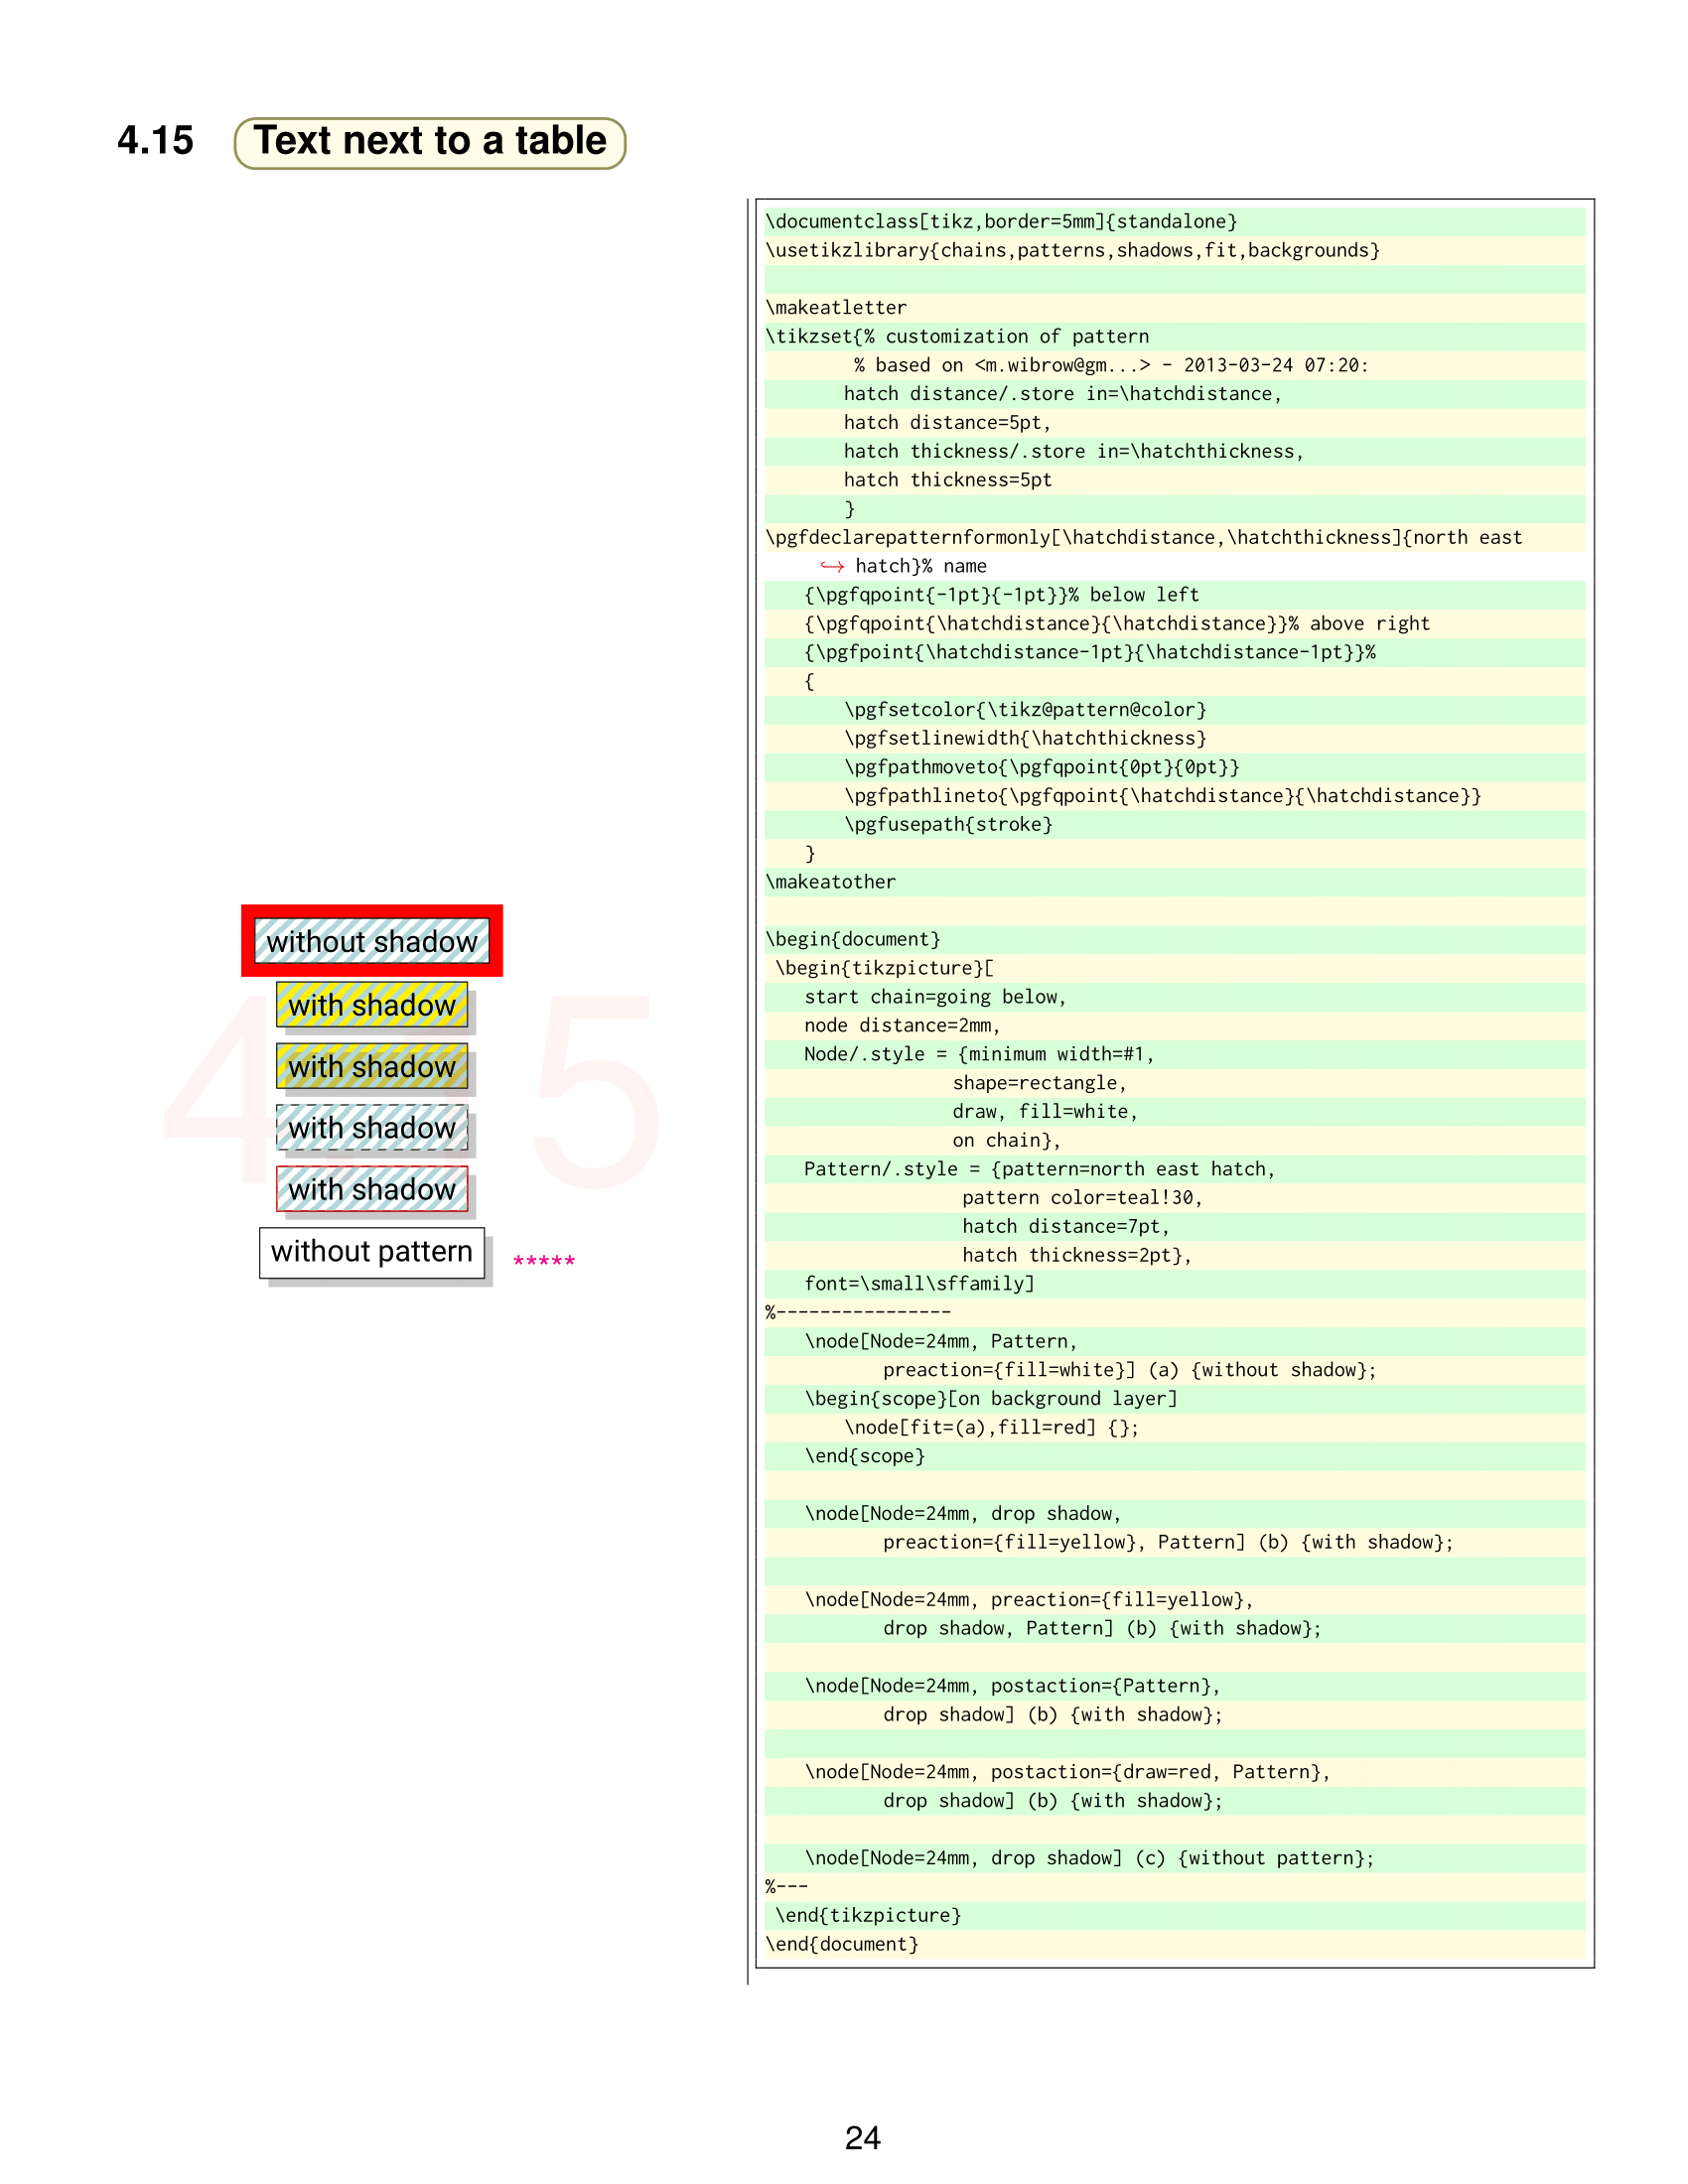 4.15 Text next to a table
without shadow
with shadow
with shadow
with shadow
with shadow
without pattern
*****
4.15
\documentclass[tikz,border=5mm]{standalone}
\usetikzlibrary{chains,patterns,shadows,fit,backgrounds}

\makeatletter
\tikzset{% customization of pattern
        % based on <m.wibrow@gm...> - 2013-03-24 07:20:
       hatch distance/.store in=\hatchdistance,
       hatch distance=5pt,
       hatch thickness/.store in=\hatchthickness,
       hatch thickness=5pt
       }
\pgfdeclarepatternformonly[\hatchdistance,\hatchthickness]{north east
     ↪ hatch}% name
   {\pgfqpoint{-1pt}{-1pt}}% below left
   {\pgfqpoint{\hatchdistance}{\hatchdistance}}% above right
   {\pgfpoint{\hatchdistance-1pt}{\hatchdistance-1pt}}%
   {
       \pgfsetcolor{\tikz@pattern@color}
       \pgfsetlinewidth{\hatchthickness}
       \pgfpathmoveto{\pgfqpoint{0pt}{0pt}}
       \pgfpathlineto{\pgfqpoint{\hatchdistance}{\hatchdistance}}
       \pgfusepath{stroke}
   }
\makeatother

\begin{document}
 \begin{tikzpicture}[
   start chain=going below,
   node distance=2mm,
   Node/.style = {minimum width=#1,
                 shape=rectangle,
                 draw, fill=white,
                 on chain},
   Pattern/.style = {pattern=north east hatch,
                  pattern color=teal!30,
                  hatch distance=7pt,
                  hatch thickness=2pt},
   font=\small\sffamily]
%----------------
   \node[Node=24mm, Pattern,
          preaction={fill=white}] (a) {without shadow};
   \begin{scope}[on background layer]
       \node[fit=(a),fill=red] {};
   \end{scope}

   \node[Node=24mm, drop shadow,
          preaction={fill=yellow}, Pattern] (b) {with shadow};

   \node[Node=24mm, preaction={fill=yellow},
          drop shadow, Pattern] (b) {with shadow};

   \node[Node=24mm, postaction={Pattern},
          drop shadow] (b) {with shadow};

   \node[Node=24mm, postaction={draw=red, Pattern},
          drop shadow] (b) {with shadow};

   \node[Node=24mm, drop shadow] (c) {without pattern};
%---
 \end{tikzpicture}
\end{document}
24